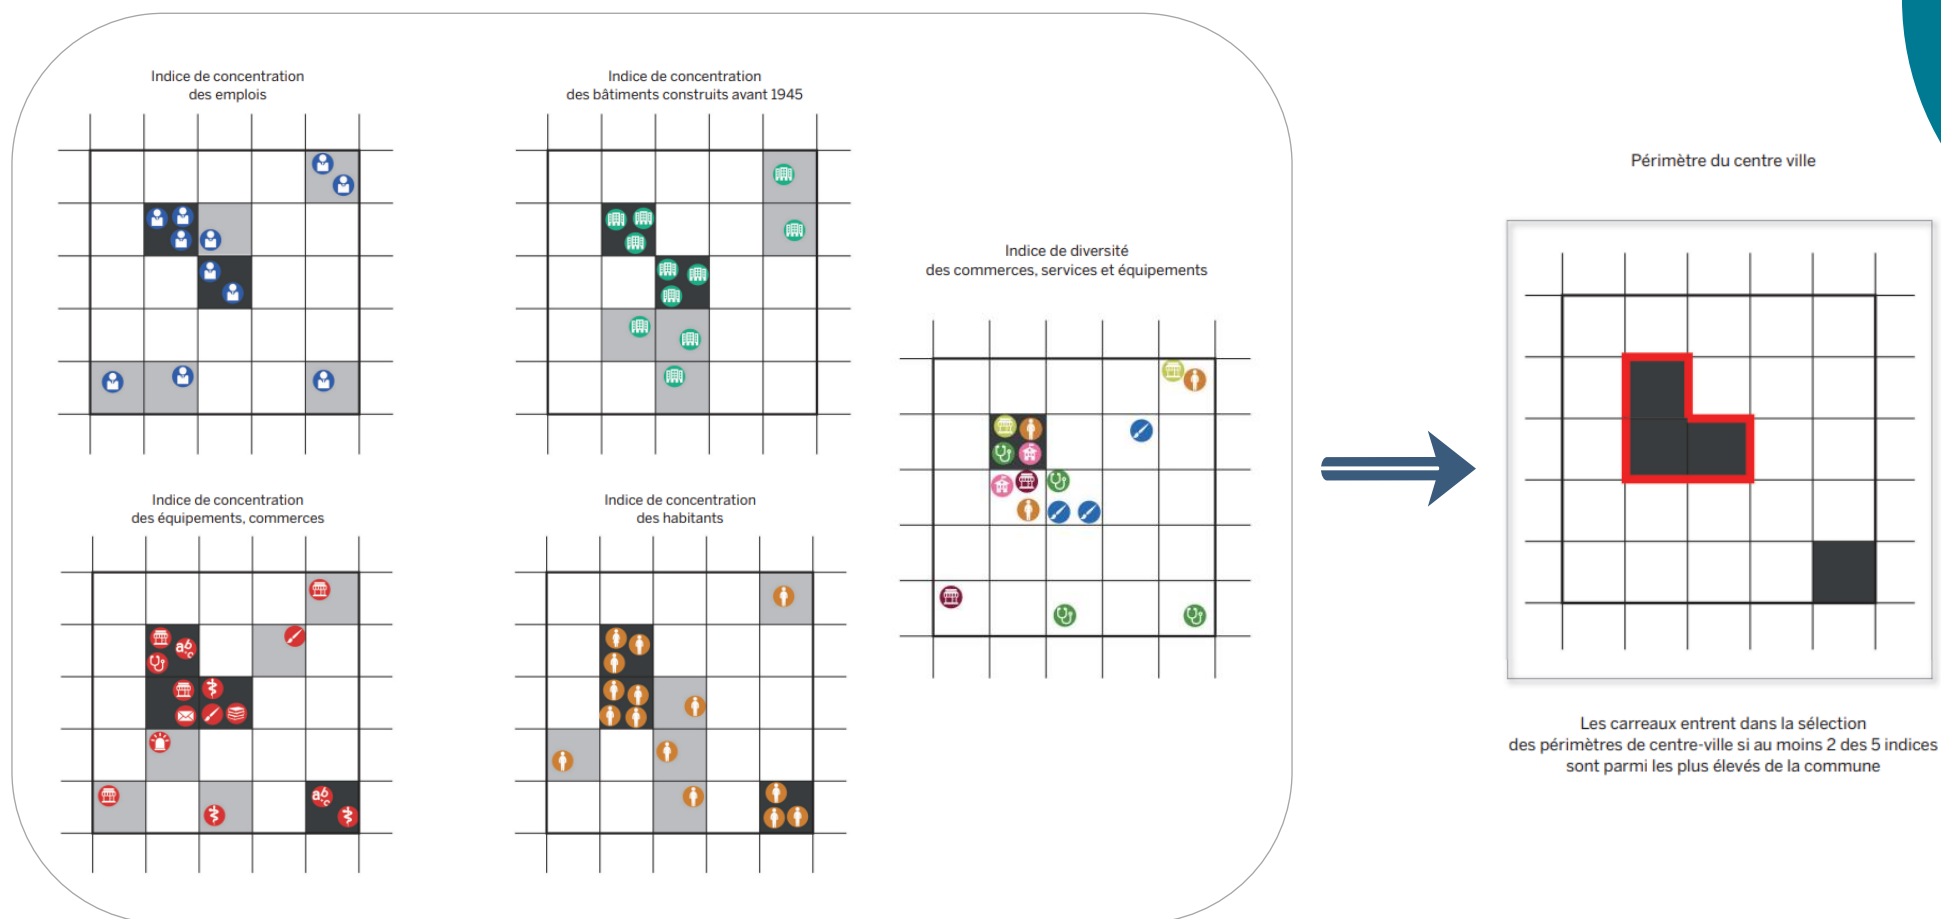 Indice de concentration
des emplois
Indice de concentration
des bâtiments construits avant 1945
Indice de concentration
des équipements, commerces
Indice de concentration
des habitants
Indice de diversité
des commerces, services et équipements
Périmètre du centre ville
Les carreaux entrent dans la sélection
des périmètres de centre-ville si au moins 2 des 5 indices
sont parmi les plus élevés de la commune